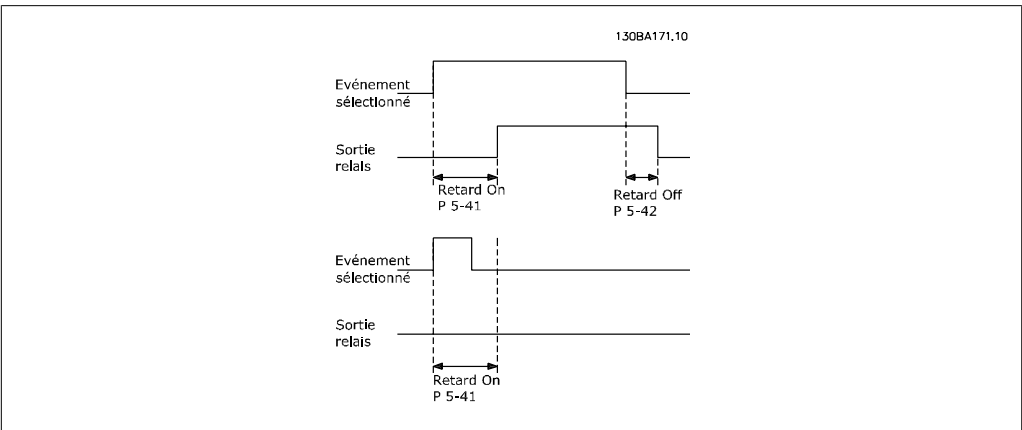 130BA171.10
Evénement
sélectionné
Sortie
relais
Retard On
P 5-41
Retard Off
P 5-42
Evénement
sélectionné
Sortie
relais
Retard On
P 5-41